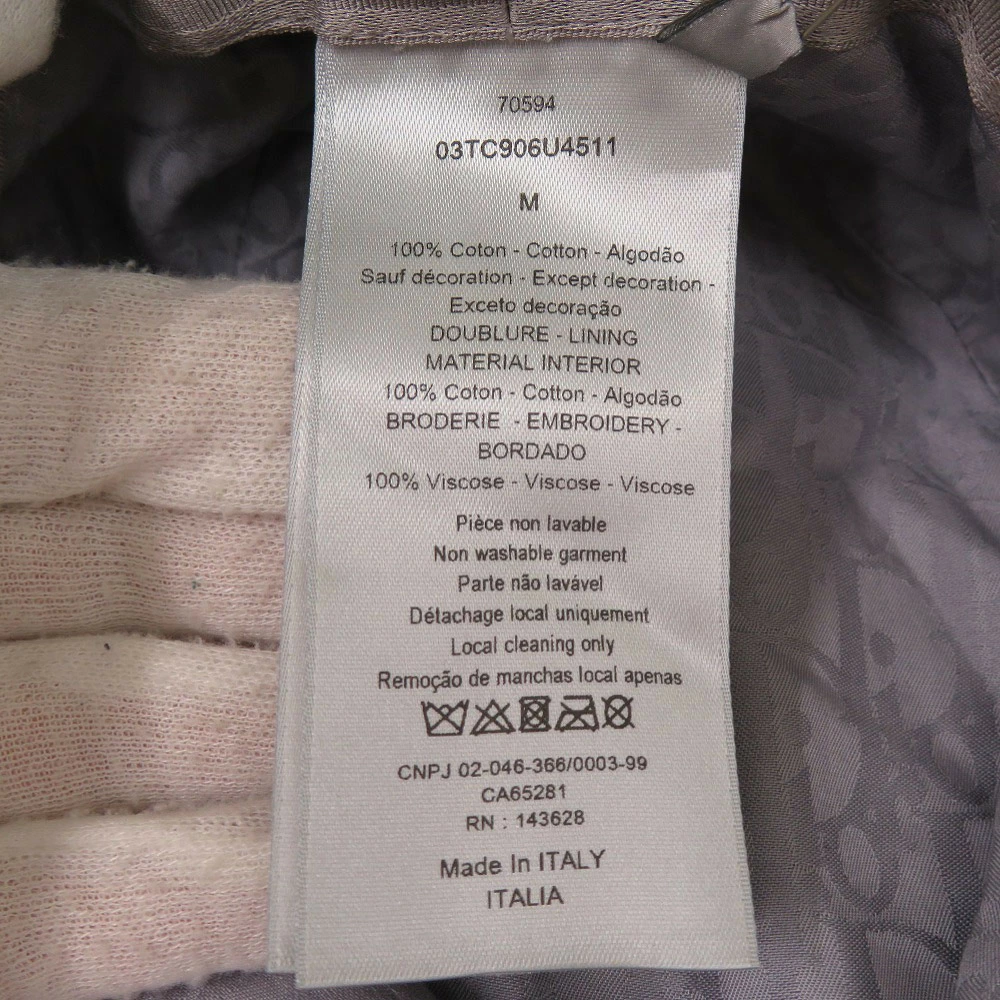 70594
03TC906U4511
M
100% Coton - Cotton - Algodão
Sauf décoration - Except decoration -
Exceto decoração
DOUBLURE - LINING
MATERIAL INTERIOR
100% Coton - Cotton - Algodão
BRODERIE - EMBROIDERY -
BORDADO
100% Viscose - Viscose - Viscose
Pièce non lavable
Non washable garment
Parte não lavável
Détachage local uniquement
Local cleaning only
Remoção de manchas local apenas
CNPJ 02-046-366/0003-99
CA65281
RN : 143628
Made In ITALY
ITALIA